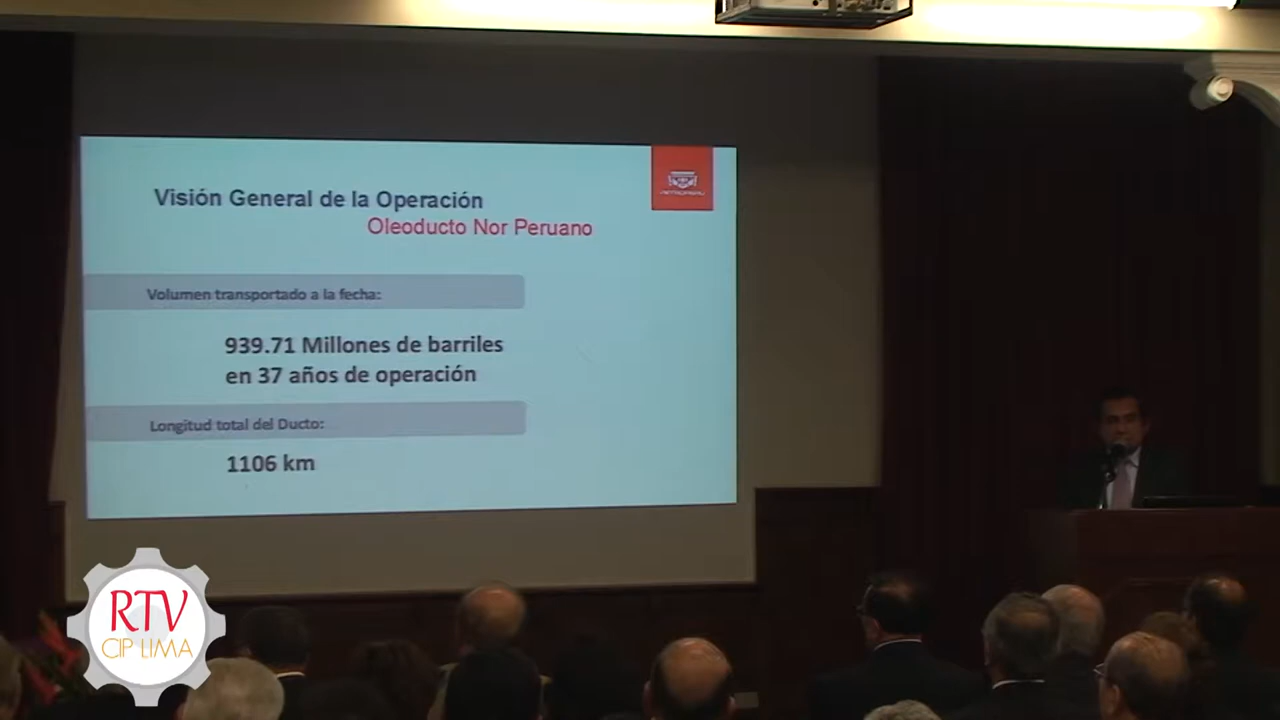 Visión General de la Operación
Oleoducto Nor Peruano
Volumen transportado a la fecha:
939.71 Millones de barriles
en 37 años de operación
Longitud total del Ducto:
1106 km
RTV
CIP LIMA